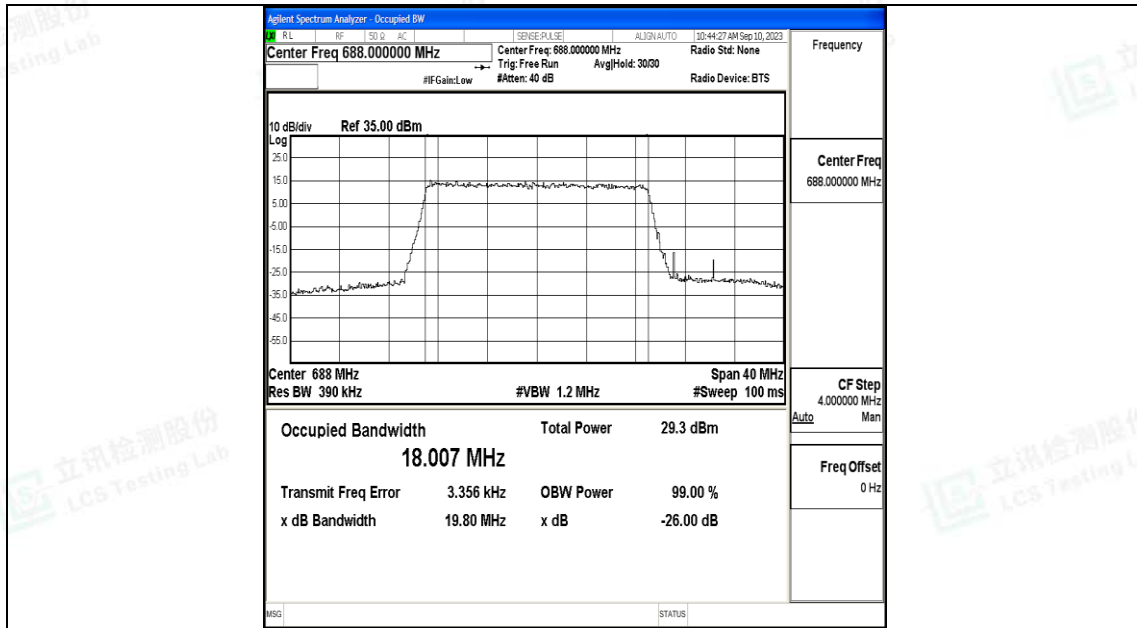 Agilent Spectrum Analyzer - Occupied BW
RL RF 50 Ω AC SENSE:PULSE ALIGN AUTO 10:44:27 AM Sep 10, 2023
Center Freq 688.000000 MHz
Center Freq: 688.000000 MHz Radio Std: None
Trig: Free Run Avg|Hold: 30/30
#IFGain:Low #Atten: 40 dB Radio Device: BTS
Frequency
10 dB/div Ref 35.00 dBm
Log
25.0
15.0
5.00
-5.00
-15.0
-25.0
-35.0
-45.0
-55.0
Center 688 MHz Span 40 MHz
Res BW 390 kHz #VBW 1.2 MHz #Sweep 100 ms
Occupied Bandwidth Total Power 29.3 dBm
18.007 MHz
Transmit Freq Error 3.356 kHz OBW Power 99.00 %
x dB Bandwidth 19.80 MHz x dB -26.00 dB
Center Freq
688.000000 MHz
CF Step
4.000000 MHz
Auto Man
Freq Offset
0 Hz
MSG STATUS
立讯检测股份
LCS Testing Lab